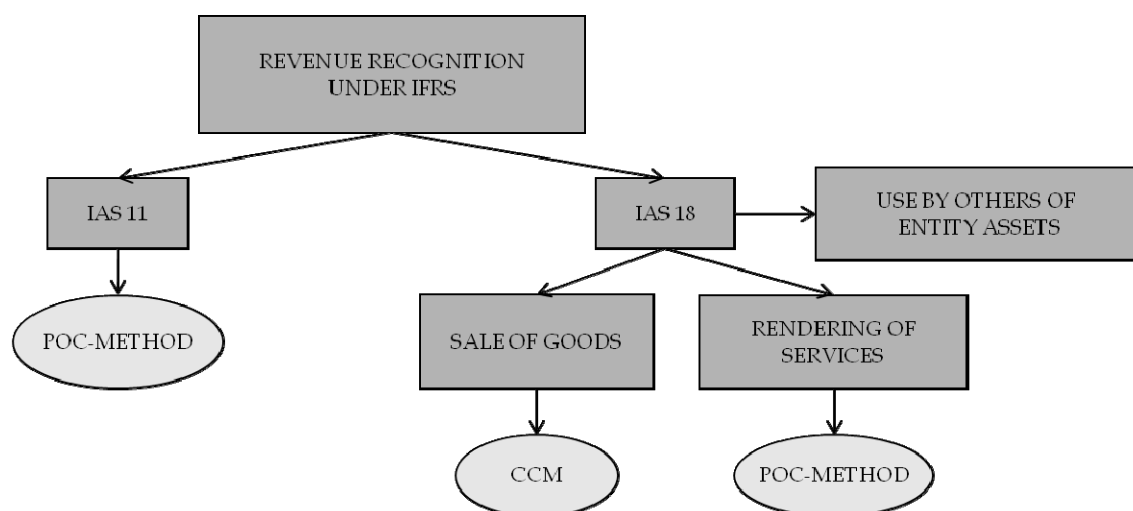 REVENUE RECOGNITION
UNDER IFRS
IAS 11
IAS 18
USE BY OTHERS OF
ENTITY ASSETS
POC-METHOD
SALE OF GOODS
RENDERING OF
SERVICES
CCM
POC-METHOD